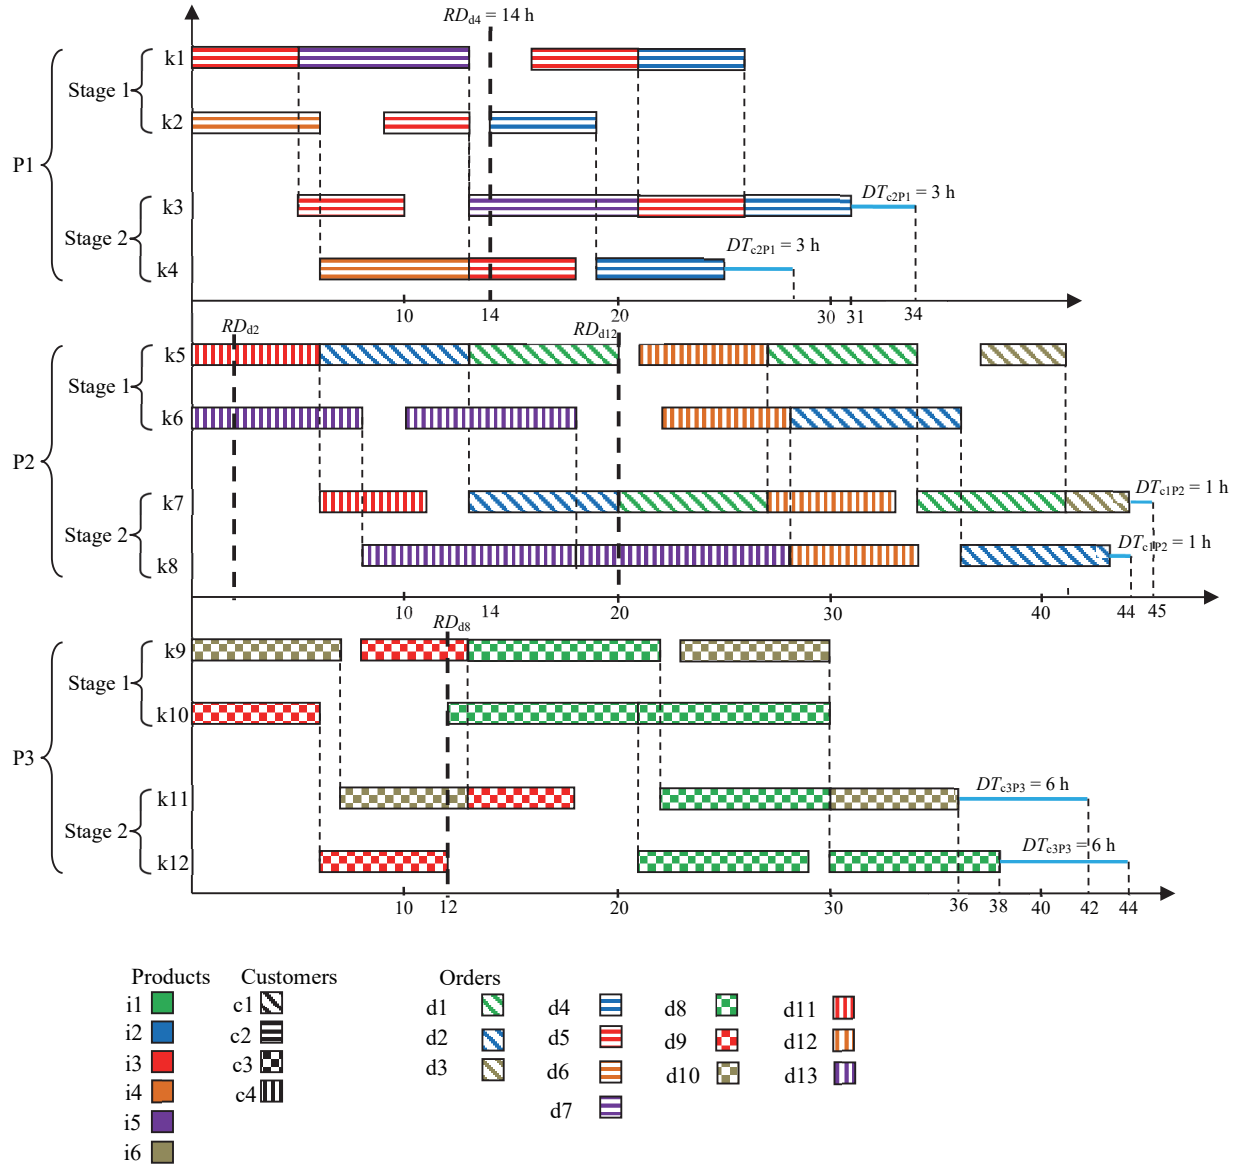 RDd4 = 14 h
k1
Stage 1
k2
P1
k3
DTc2P1 = 3 h
Stage 2
DTc2P1 = 3 h
k4
10
14
20
30
31
34
RDd2
RDd12
k5
Stage 1
k6
P2
k7
DTc1P2 = 1 h
Stage 2
DTc1P2 = 1 h
k8
10
14
20
30
40
44
45
RDd8
k9
Stage 1
k10
P3
k11
DTc3P3 = 6 h
Stage 2
DTc3P3 = 6 h
k12
10
12
20
30
36
38
40
42
44
Products
Customers
Orders
i1
c1
d1
d4
d8
d11
i2
c2
d2
d5
d9
d12
i3
c3
d3
d6
d10
d13
i4
c4
d7
i5
i6